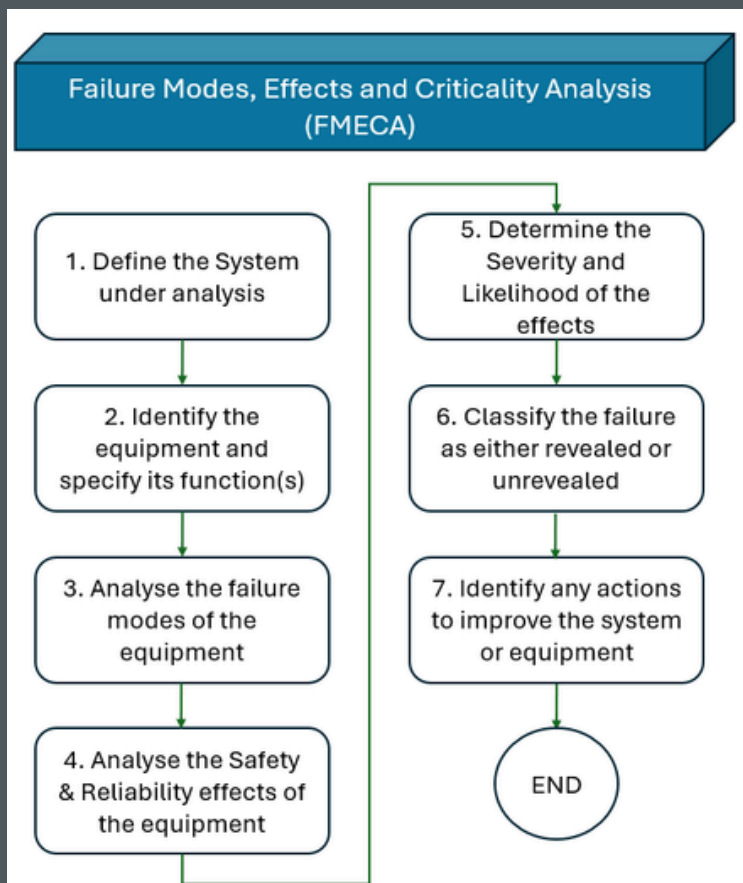 Failure Modes, Effects and Criticality Analysis
(FMECA)
1. Define the System
under analysis
2. Identify the
equipment and
specify its function(s)
3. Analyse the failure
modes of the
equipment
4. Analyse the Safety
& Reliability effects of
the equipment
5. Determine the
Severity and
Likelihood of the
effects
6. Classify the failure
as either revealed or
unrevealed
7. Identify any actions
to improve the system
or equipment
END